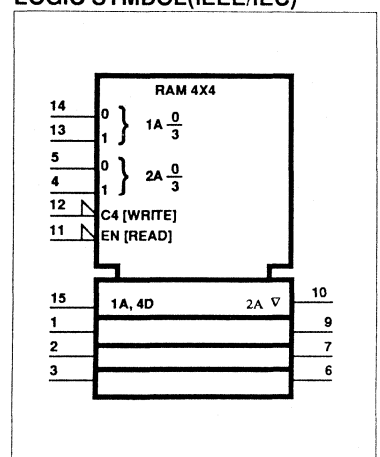 LOGIC SYMBOL(IEEE/IEC)
RAM 4X4
14 0
13 1
} 1A 0/3
5 0
4 1
} 2A 0/3
12 C4 [WRITE]
11 EN [READ]
15 1A, 4D 2A ▽ 10
1 9
2 7
3 6